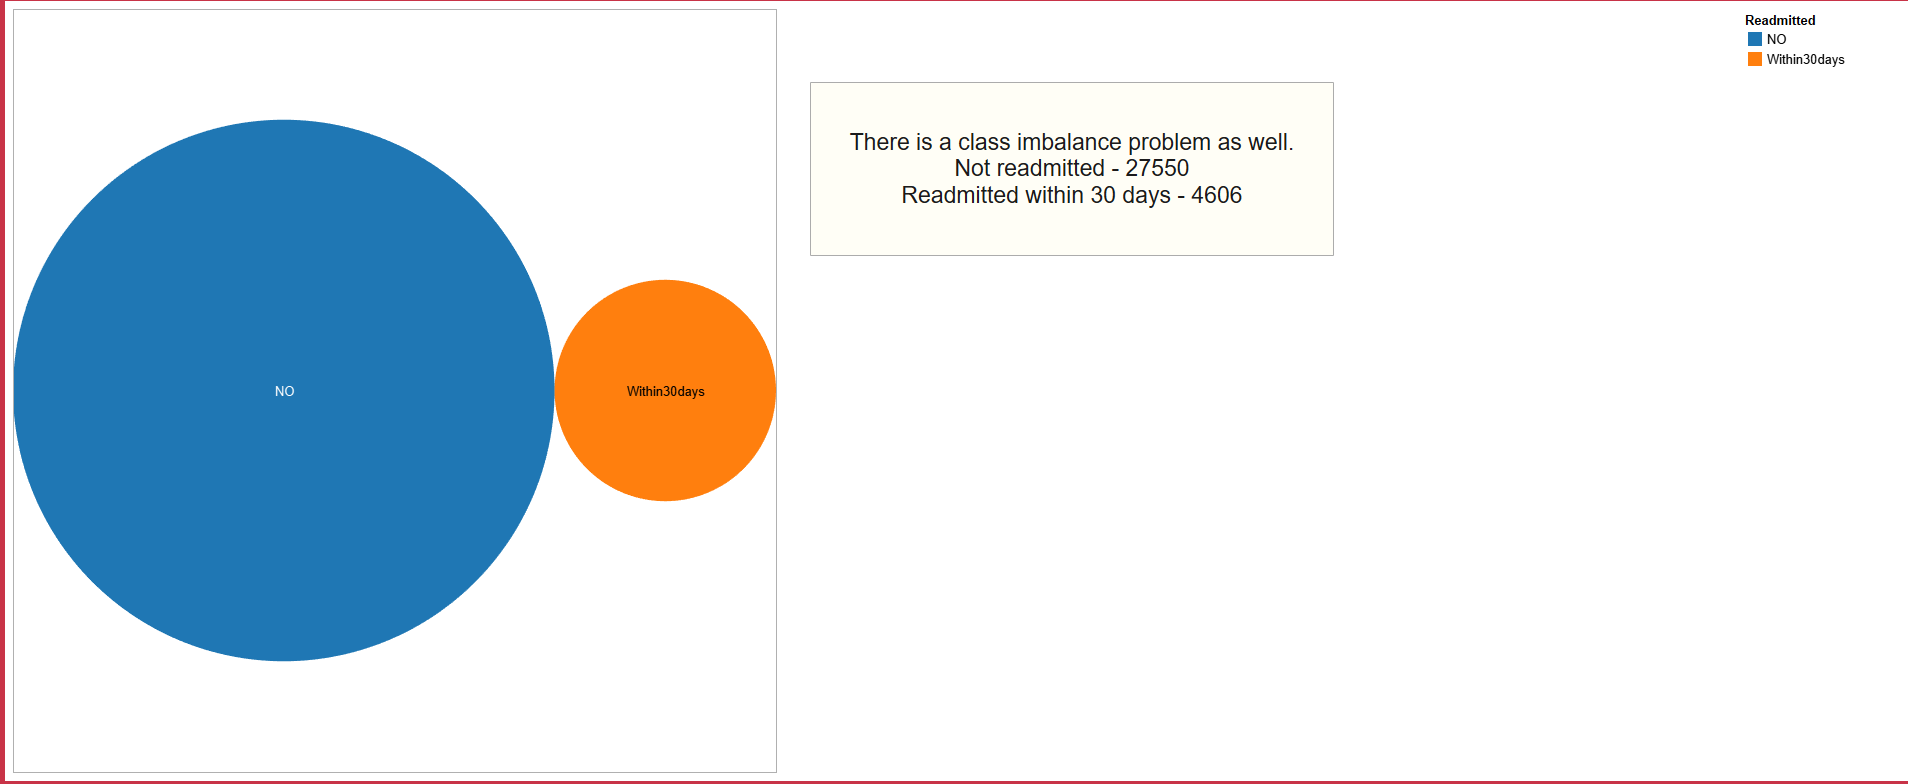 NO
Within30days
There is a class imbalance problem as well.
Not readmitted - 27550
Readmitted within 30 days - 4606
Readmitted
NO
Within30days